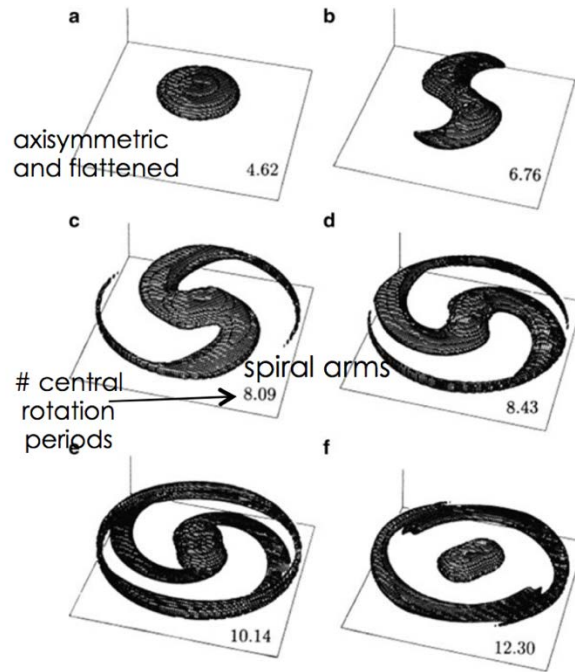 a
b
axisymmetric
and flattened
4.62
6.76
c
d
spiral arms
# central
rotation
periods
8.09
8.43
e
f
10.14
12.30